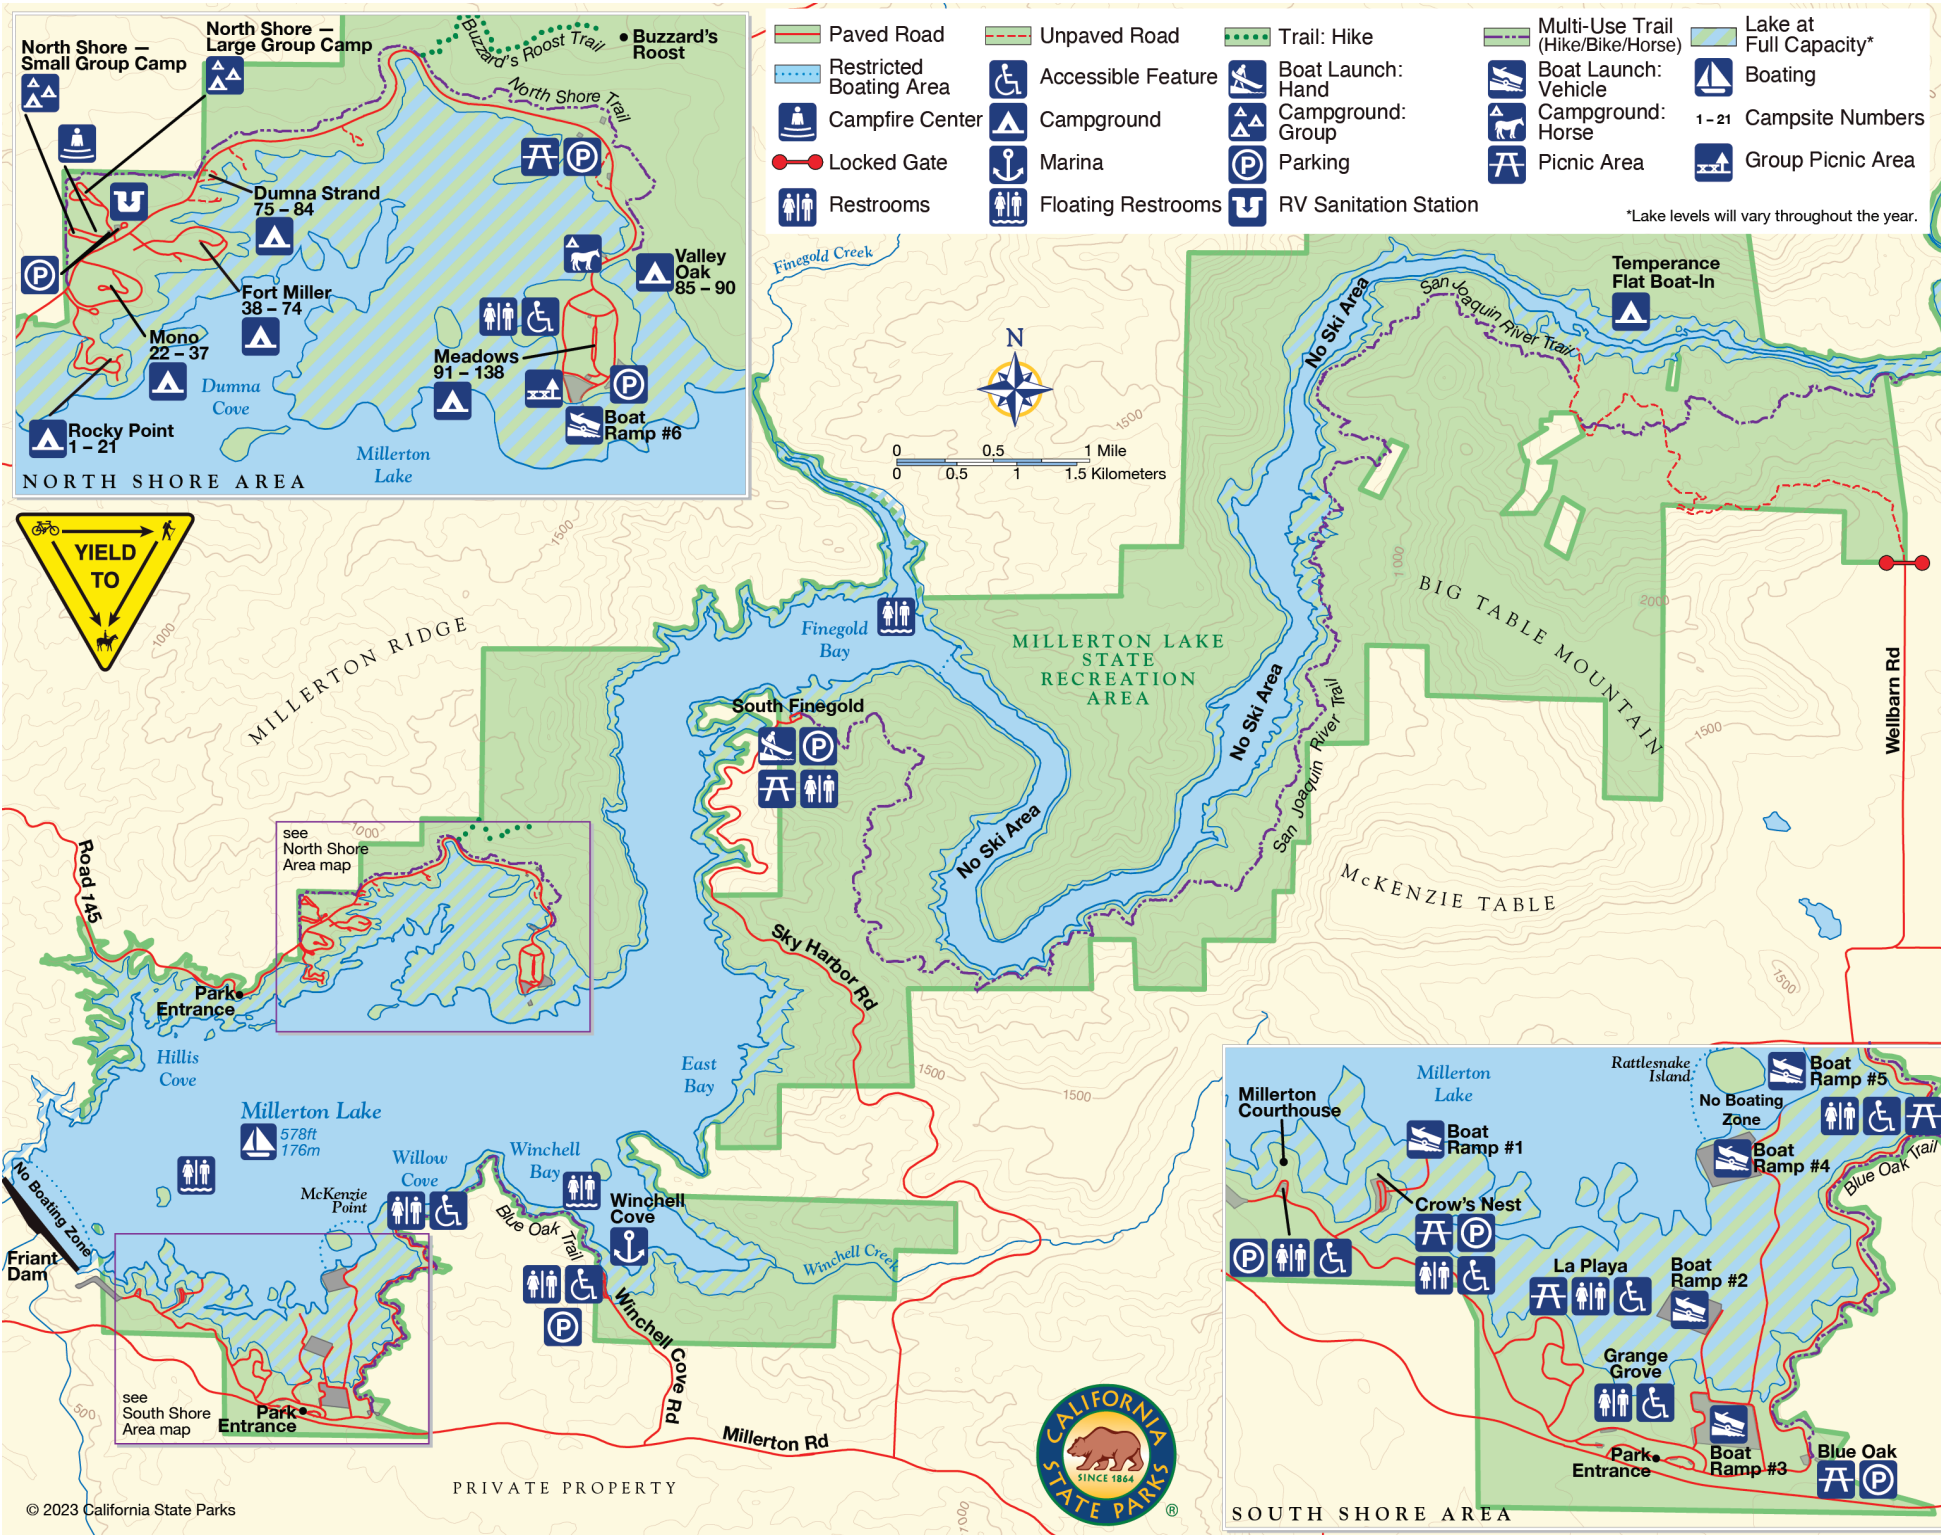 North Shore —
Small Group Camp
North Shore —
Large Group Camp
Buzzard's Roost Trail
Buzzard's
Roost
North Shore Trail
Dumna Strand
75 – 84
Fort Miller
38 – 74
Mono
22 – 37
Rocky Point
1 – 21
Dumna
Cove
Meadows
91 – 138
Valley
Oak
85 – 90
Boat
Ramp #6
Millerton
Lake
NORTH SHORE AREA
Paved Road
Unpaved Road
Trail: Hike
Multi-Use Trail
(Hike/Bike/Horse)
Lake at
Full Capacity*
Restricted
Boating Area
Accessible Feature
Boat Launch:
Hand
Boat Launch:
Vehicle
Boating
Campfire Center
Campground
Campground:
Group
Campground:
Horse
1 – 21
Campsite Numbers
Locked Gate
Marina
Parking
Picnic Area
Group Picnic Area
Restrooms
Floating Restrooms
RV Sanitation Station
*Lake levels will vary throughout the year.
YIELD
TO
Finegold Creek
N
0 0.5 1 Mile
0 0.5 1 1.5 Kilometers
1500
1500
1000
No Ski Area
San Joaquin River Trail
Temperance
Flat Boat-In
1000
BIG TABLE MOUNTAIN
2000
1500
MILLERTON RIDGE
Finegold
Bay
MILLERTON LAKE
STATE
RECREATION
AREA
South Finegold
No Ski Area
San Joaquin River Trail
Wellbarn Rd
No Ski Area
McKENZIE TABLE
1500
see
North Shore
Area map
1000
Road 145
Park
Entrance
Sky Harbor Rd
Hillis
Cove
East
Bay
1500
1500
Millerton Lake
578ft
176m
No Boating Zone
Friant
Dam
McKenzie
Point
Willow
Cove
Winchell
Bay
Blue Oak Trail
Winchell
Cove
Winchell Creek
Winchell Cove Rd
see
South Shore
Area map
Park
Entrance
500
Millerton Rd
PRIVATE PROPERTY
1000
CALIFORNIA
SINCE 1864
STATE PARKS
®
© 2023 California State Parks
Millerton
Courthouse
Millerton
Lake
Rattlesnake
Island
Boat
Ramp #5
No Boating
Zone
Boat
Ramp #1
Boat
Ramp #4
Blue Oak Trail
Crow's Nest
La Playa
Boat
Ramp #2
Grange
Grove
Park
Entrance
Boat
Ramp #3
Blue Oak
SOUTH SHORE AREA